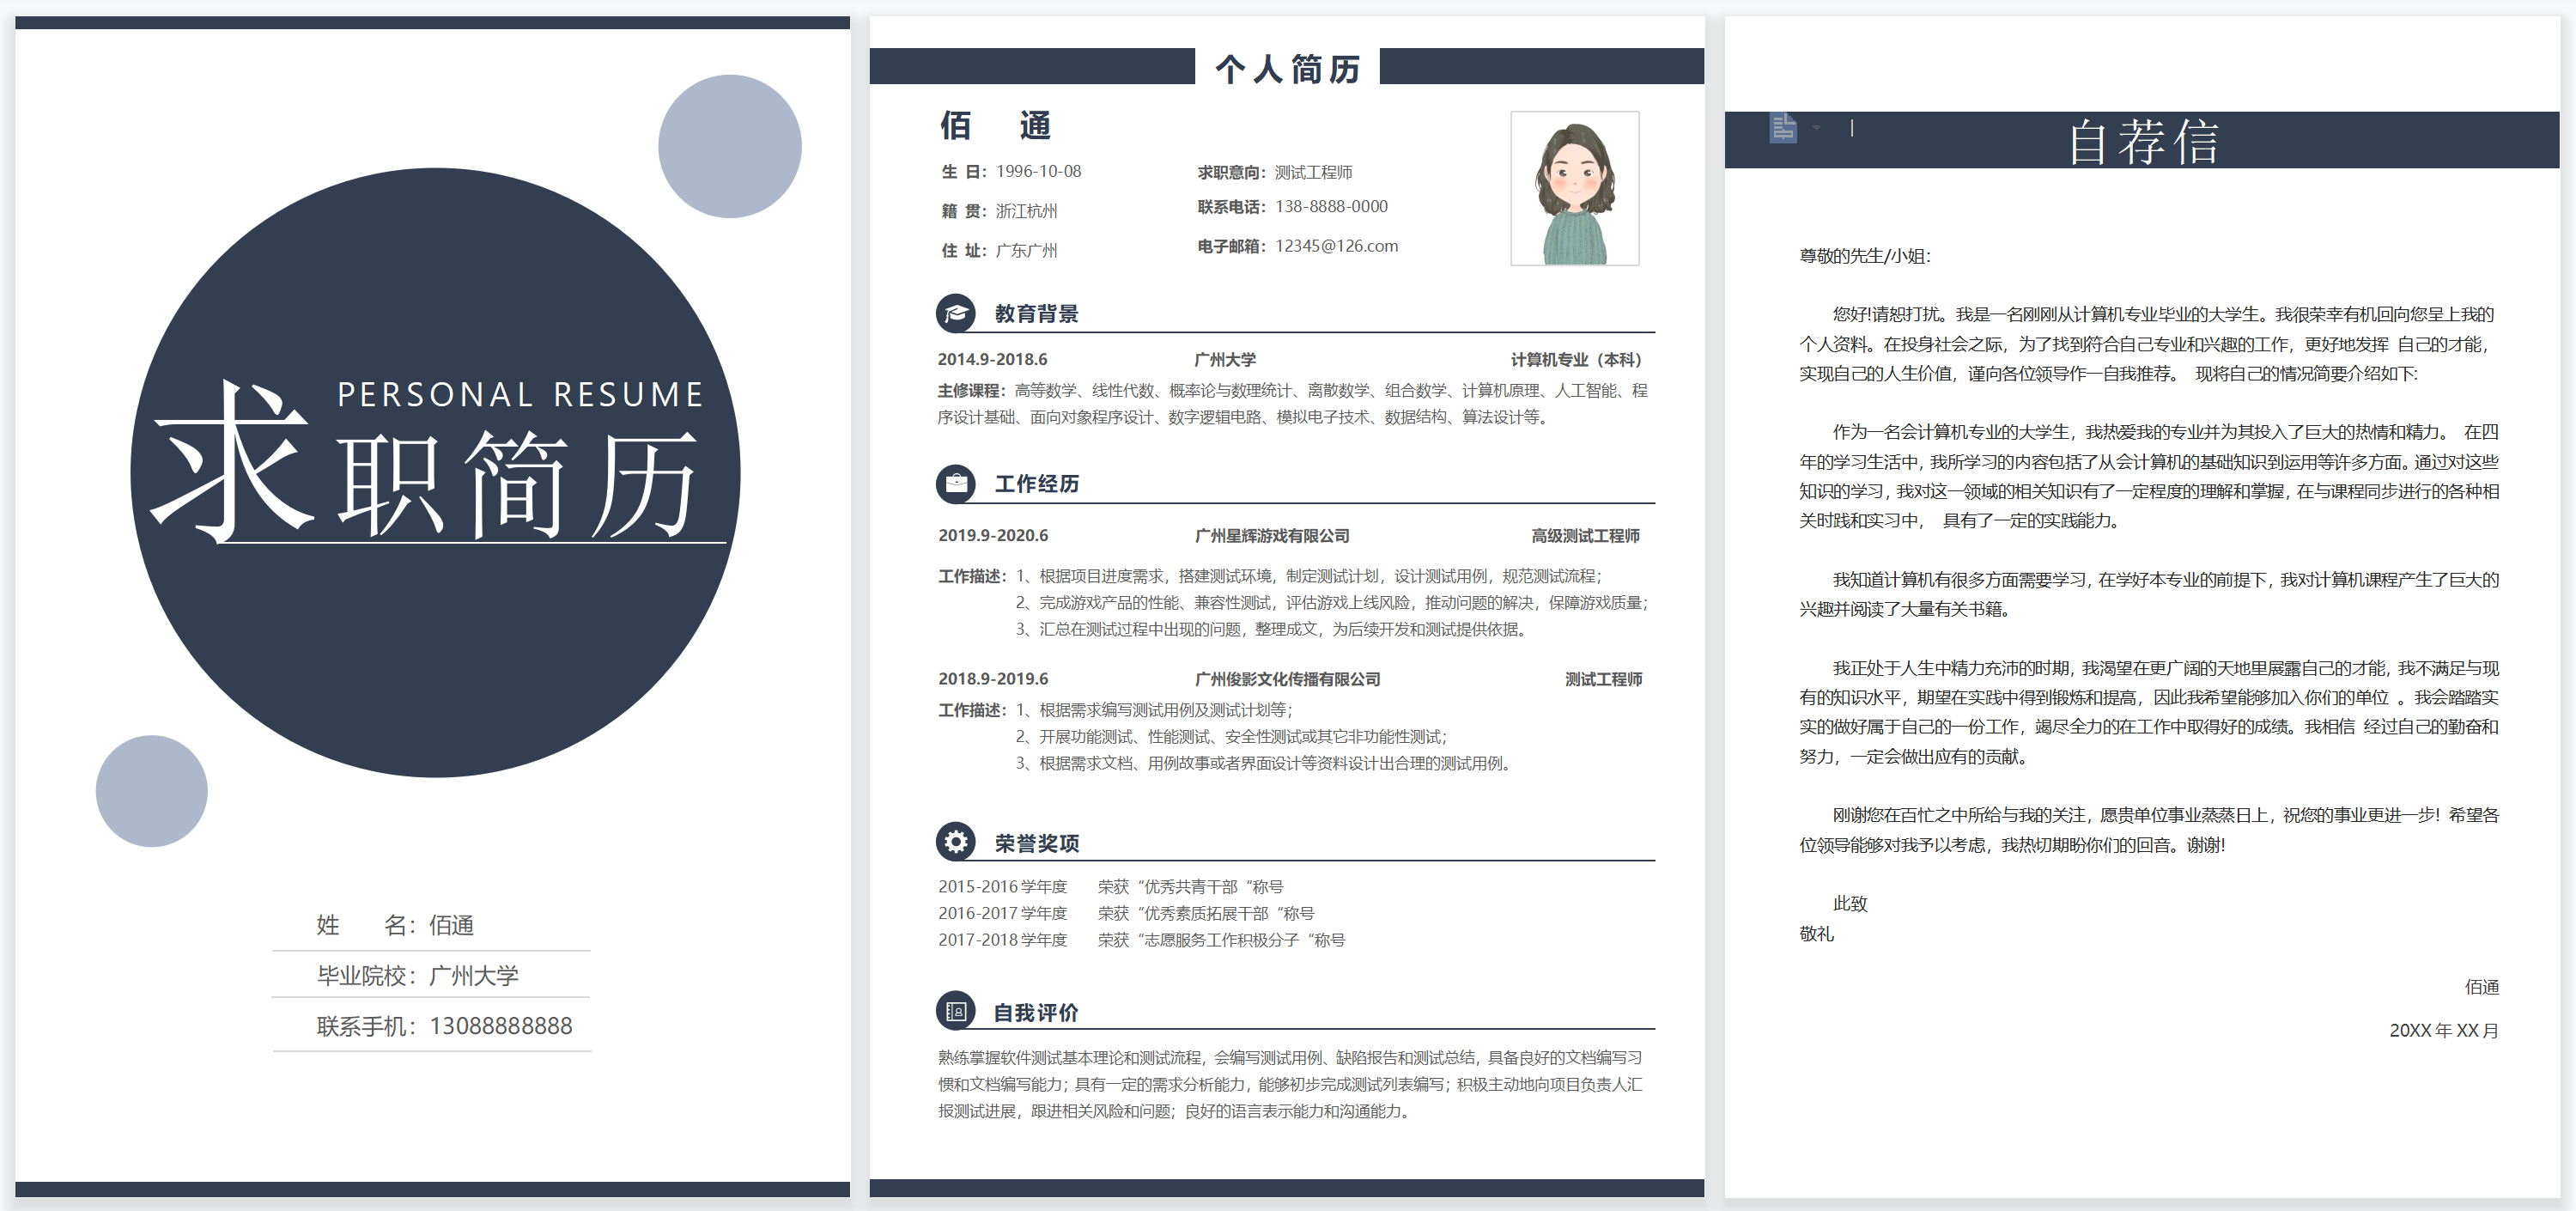 PERSONAL RESUME
求职简历
姓 名：佰通
毕业院校：广州大学
联系手机：13088888888
个人简历
佰 通
生 日：1996-10-08
籍 贯：浙江杭州
住 址：广东广州
求职意向：测试工程师
联系电话：138-8888-0000
电子邮箱：12345@126.com
教育背景
2014.9-2018.6 广州大学 计算机专业（本科）
主修课程：高等数学、线性代数、概率论与数理统计、离散数学、组合数学、计算机原理、人工智能、程
序设计基础、面向对象程序设计、数字逻辑电路、模拟电子技术、数据结构、算法设计等。
工作经历
2019.9-2020.6 广州星辉游戏有限公司 高级测试工程师
工作描述：1、根据项目进度需求，搭建测试环境，制定测试计划，设计测试用例，规范测试流程；
2、完成游戏产品的性能、兼容性测试，评估游戏上线风险，推动问题的解决，保障游戏质量；
3、汇总在测试过程中出现的问题，整理成文，为后续开发和测试提供依据。
2018.9-2019.6 广州俊影文化传播有限公司 测试工程师
工作描述：1、根据需求编写测试用例及测试计划等；
2、开展功能测试、性能测试、安全性测试或其它非功能性测试；
3、根据需求文档、用例故事或者界面设计等资料设计出合理的测试用例。
荣誉奖项
2015-2016 学年度 荣获“优秀共青干部“称号
2016-2017 学年度 荣获“优秀素质拓展干部“称号
2017-2018 学年度 荣获“志愿服务工作积极分子“称号
自我评价
熟练掌握软件测试基本理论和测试流程，会编写测试用例、缺陷报告和测试总结，具备良好的文档编写习
惯和文档编写能力；具有一定的需求分析能力，能够初步完成测试列表编写；积极主动地向项目负责人汇
报测试进展，跟进相关风险和问题；良好的语言表示能力和沟通能力。
自荐信
尊敬的先生/小姐：
您好!请恕打扰。我是一名刚刚从计算机专业毕业的大学生。我很荣幸有机回向您呈上我的
个人资料。在投身社会之际，为了找到符合自己专业和兴趣的工作，更好地发挥 自己的才能，
实现自己的人生价值，谨向各位领导作一自我推荐。 现将自己的情况简要介绍如下:
作为一名会计算机专业的大学生，我热爱我的专业并为其投入了巨大的热情和精力。 在四
年的学习生活中，我所学习的内容包括了从会计算机的基础知识到运用等许多方面。通过对这些
知识的学习，我对这一领域的相关知识有了一定程度的理解和掌握，在与课程同步进行的各种相
关时践和实习中， 具有了一定的实践能力。
我知道计算机有很多方面需要学习，在学好本专业的前提下，我对计算机课程产生了巨大的
兴趣并阅读了大量有关书籍。
我正处于人生中精力充沛的时期，我渴望在更广阔的天地里展露自己的才能，我不满足与现
有的知识水平，期望在实践中得到锻炼和提高，因此我希望能够加入你们的单位 。我会踏踏实
实的做好属于自己的一份工作，竭尽全力的在工作中取得好的成绩。我相信 经过自己的勤奋和
努力，一定会做出应有的贡献。
刚谢您在百忙之中所给与我的关注，愿贵单位事业蒸蒸日上，祝您的事业更进一步！希望各
位领导能够对我予以考虑，我热切期盼你们的回音。谢谢!
此致
敬礼
佰通
20XX 年 XX 月